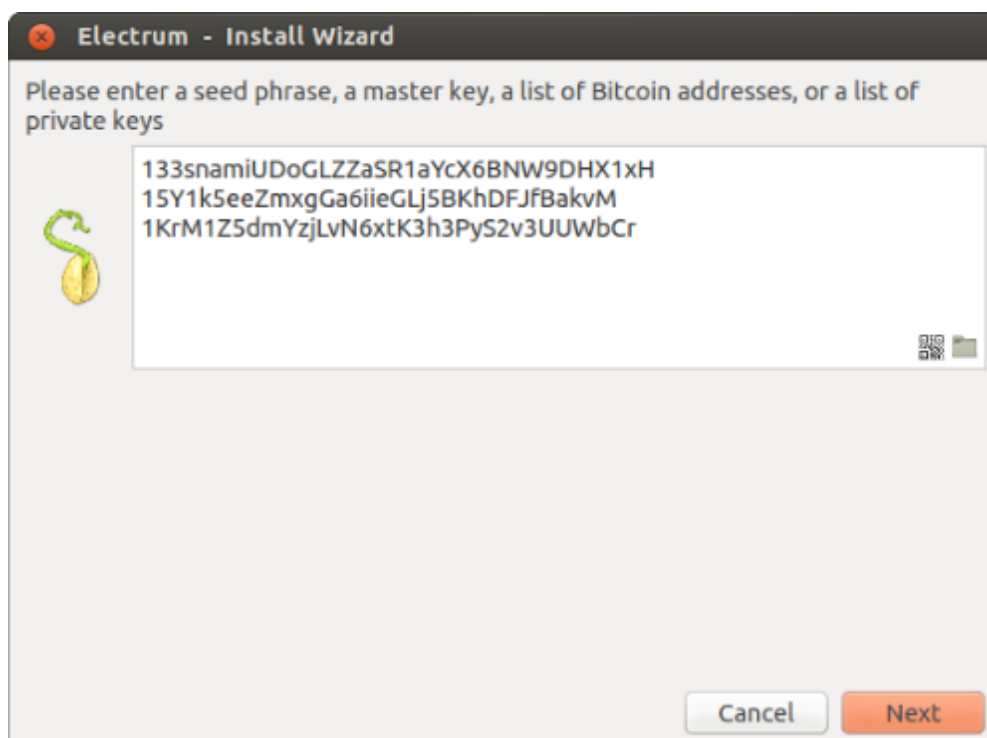 Electrum - Install Wizard
Please enter a seed phrase, a master key, a list of Bitcoin addresses, or a list of
private keys
133snamiUDoGLZZaSR1aYcX6BNW9DHX1xH
15Y1k5eeZmxgGa6iieGLj5BKhDFJfBakvM
1KrM1Z5dmYzjLvN6xtK3h3PyS2v3UUWbCr
Cancel
Next